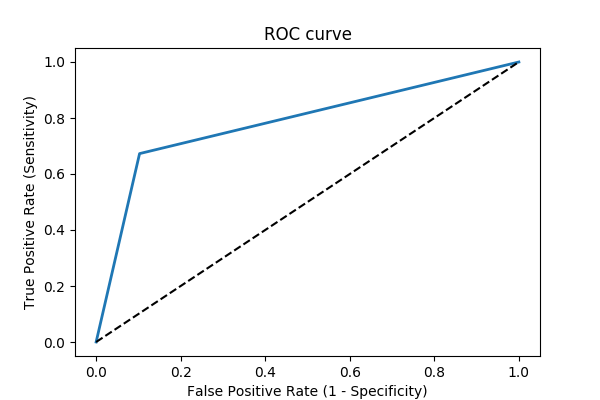 ROC curve
1.0
0.8
0.6
0.4
0.2
0.0
True Positive Rate (Sensitivity)
0.0 0.2 0.4 0.6 0.8 1.0
False Positive Rate (1 - Specificity)